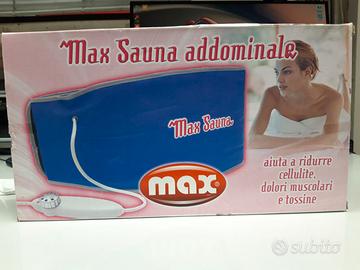 Max Sauna addominale
Max Sauna
max
aiuta a ridurre
cellulite,
dolori muscolari
e tossine
subito